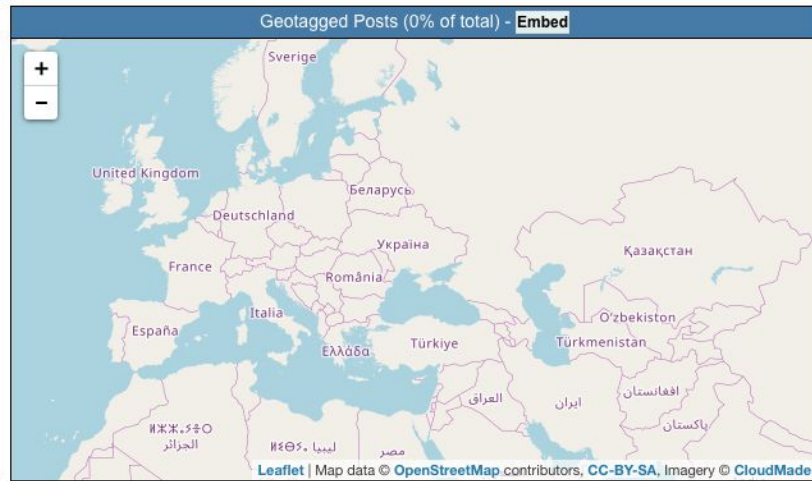 Geotagged Posts (0% of total) - Embed
+
−
Sverige
United Kingdom
Беларусь
Deutschland
Україна
France
Қазақстан
România
Italia
O'zbekiston
España
Ελλάδα
Türkiye
Türkmenistan
العراق
ایران
افغانستان
پاکستان
ⵍⵣⵣⴰⵢⴻⵔ
الجزائر
ⵍⵉⴱⵢⴰ ليبيا
مصر
Leaflet | Map data © OpenStreetMap contributors, CC-BY-SA, Imagery © CloudMade